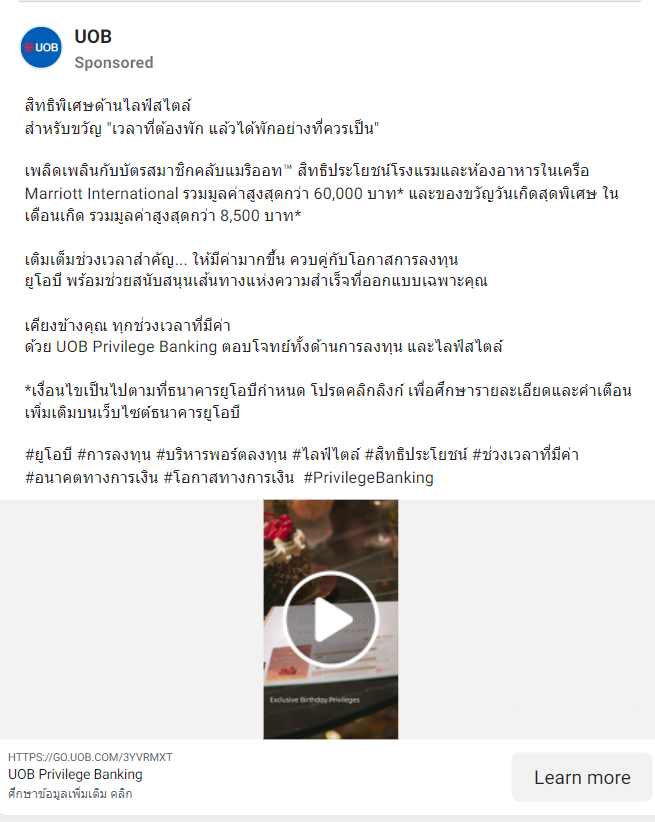 UOB
UOB
Sponsored
สิทธิพิเศษด้านไลฟ์สไตล์
สำหรับขวัญ "เวลาที่ต้องพัก แล้วได้พักอย่างที่ควรเป็น"
เพลิดเพลินกับบัตรสมาชิกคลับแมริออท™ สิทธิประโยชน์โรงแรมและห้องอาหารในเครือ
Marriott International รวมมูลค่าสูงสุดกว่า 60,000 บาท* และของขวัญวันเกิดสุดพิเศษ ใน
เดือนเกิด รวมมูลค่าสูงสุดกว่า 8,500 บาท*
เติมเต็มช่วงเวลาสำคัญ... ให้มีค่ามากขึ้น ควบคู่กับโอกาสการลงทุน
ยูโอบี พร้อมช่วยสนับสนุนเส้นทางแห่งความสำเร็จที่ออกแบบเฉพาะคุณ
เคียงข้างคุณ ทุกช่วงเวลาที่มีค่า
ด้วย UOB Privilege Banking ตอบโจทย์ทั้งด้านการลงทุน และไลฟ์สไตล์
*เงื่อนไขเป็นไปตามที่ธนาคารยูโอบีกำหนด โปรดคลิกลิงก์ เพื่อศึกษารายละเอียดและคำเตือน
เพิ่มเติมบนเว็บไซต์ธนาคารยูโอบี
#ยูโอบี #การลงทุน #บริหารพอร์ตลงทุน #ไลฟ์ไตล์ #สิทธิประโยชน์ #ช่วงเวลาที่มีค่า
#อนาคตทางการเงิน #โอกาสทางการเงิน #PrivilegeBanking
Exclusive Birthday Privileges
HTTPS://GO.UOB.COM/3YVRMXT
UOB Privilege Banking
Learn more
ศึกษาข้อมูลเพิ่มเติม คลิก